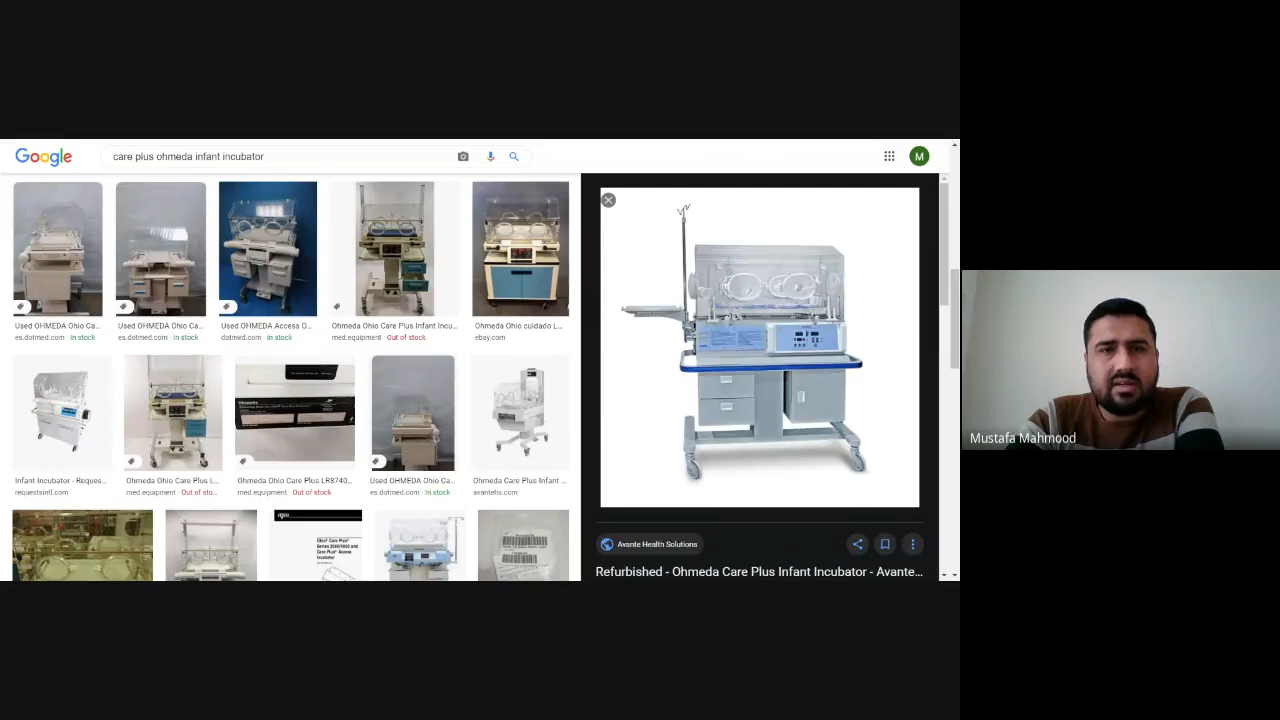 Google
care plus ohmeda infant incubator
M
Used OHMEDA Ohio Ca...
es.dotmed.com · In stock
Used OHMEDA Ohio Ca...
es.dotmed.com · In stock
Used OHMEDA Access O...
dotmed.com · In stock
Ohmeda Ohio Care Plus Infant Incu...
med.equipment · Out of stock
Ohmeda Ohio cuidado L...
ebay.com
Infant Incubator - Reques...
requestsintl.com
Ohmeda Ohio Care Plus L...
med.equipment · Out of sto...
Ohmeda Ohio Care Plus LR8740...
med.equipment · Out of stock
Used OHMEDA Ohio Ca...
es.dotmed.com · In stock
Ohmeda Care Plus Infant ...
avantehs.com
Ohio Care Plus
Incubator
Avante Health Solutions
Refurbished - Ohmeda Care Plus Infant Incubator - Avante...
Mustafa Mahmood